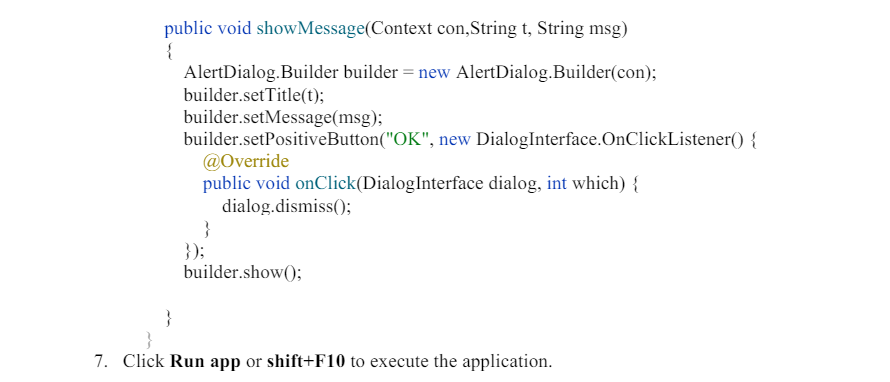 public void showMessage(Context con,String t, String msg)
{
AlertDialog.Builder builder = new AlertDialog.Builder(con);
builder.setTitle(t);
builder.setMessage(msg);
builder.setPositiveButton("OK", new DialogInterface.OnClickListener() {
@Override
public void onClick(DialogInterface dialog, int which) {
dialog.dismiss();
}
});
builder.show();
}
}
7. Click Run app or shift+F10 to execute the application.